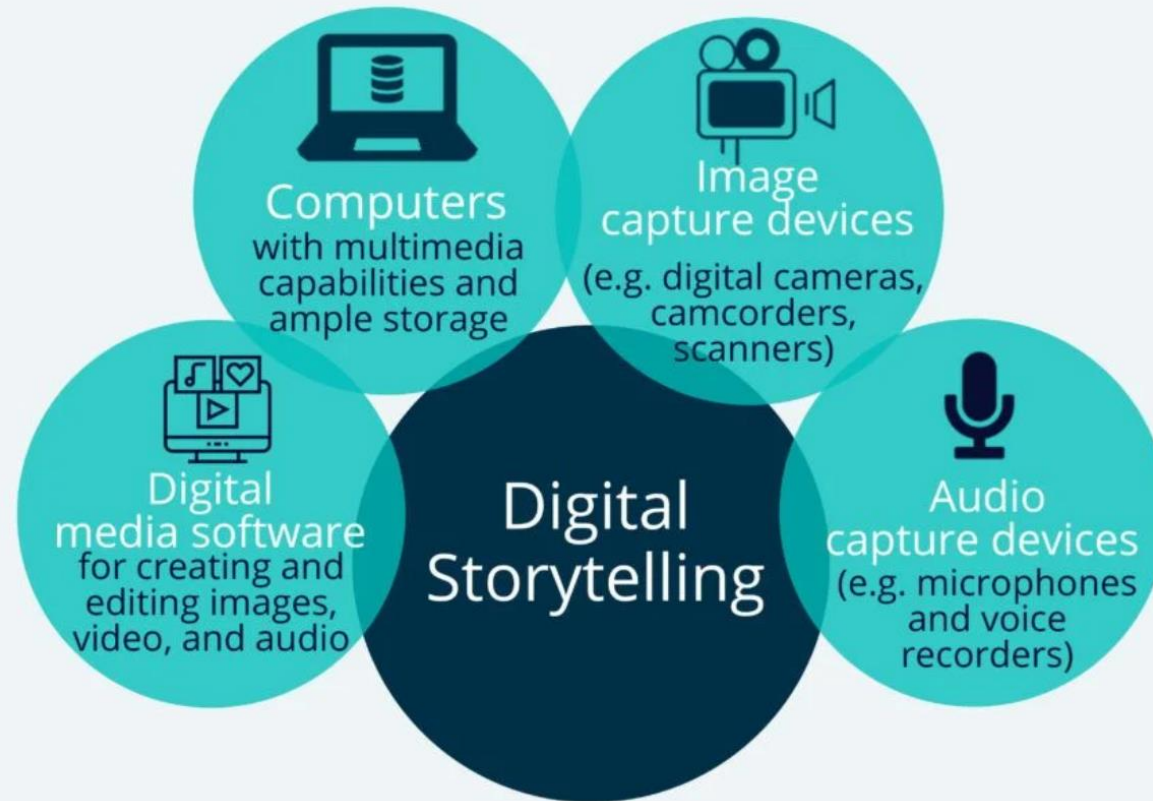 Computers
with multimedia
capabilities and
ample storage
Image
capture devices
(e.g. digital cameras,
camcorders,
scanners)
Digital
media software
for creating and
editing images,
video, and audio
Digital
Storytelling
Audio
capture devices
(e.g. microphones
and voice
recorders)